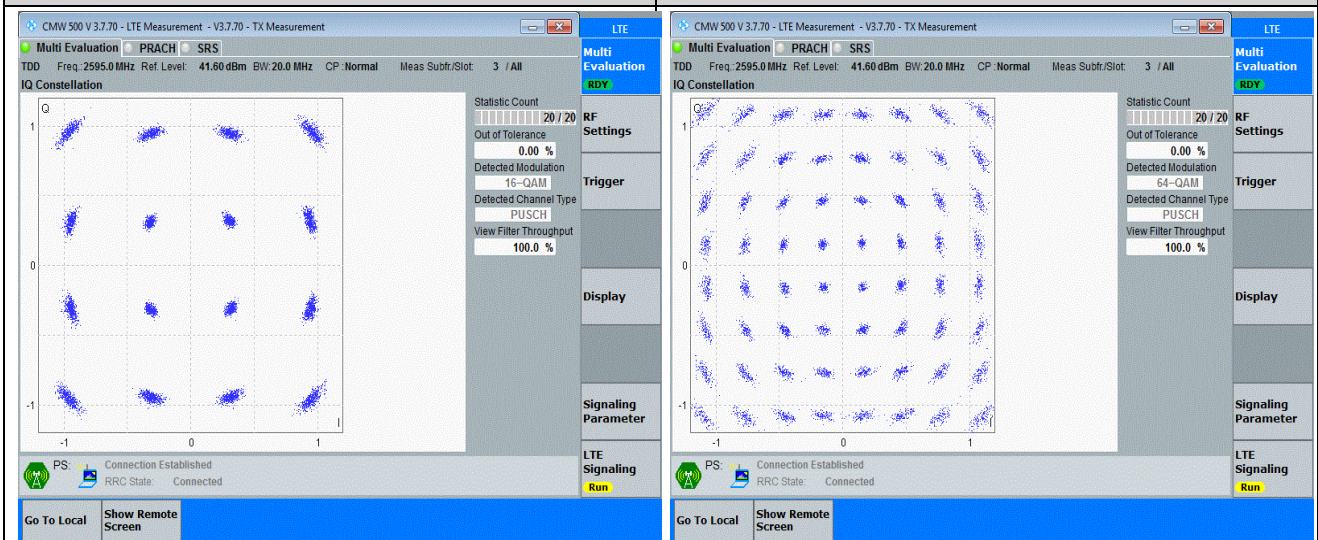 CMW 500 V 3.7.70 - LTE Measurement - V3.7.70 - TX Measurement
LTE
Multi Evaluation PRACH SRS
TDD Freq.:2595.0 MHz Ref. Level: 41.60 dBm BW:20.0 MHz CP :Normal Meas Subfr./Slot: 3 / All
IQ Constellation
Q
1
0
-1
-1 0 1
I
Statistic Count
20 / 20
Out of Tolerance
0.00 %
Detected Modulation
16-QAM
Detected Channel Type
PUSCH
View Filter Throughput
100.0 %
Multi
Evaluation
RDY
RF
Settings
Trigger
Display
Signaling
Parameter
LTE
Signaling
Run
PS: Connection Established
RRC State: Connected
Go To Local
Show Remote
Screen
CMW 500 V 3.7.70 - LTE Measurement - V3.7.70 - TX Measurement
LTE
Multi Evaluation PRACH SRS
TDD Freq.:2595.0 MHz Ref. Level: 41.60 dBm BW:20.0 MHz CP :Normal Meas Subfr./Slot: 3 / All
IQ Constellation
Q
1
0
-1
-1 0 1
I
Statistic Count
20 / 20
Out of Tolerance
0.00 %
Detected Modulation
64-QAM
Detected Channel Type
PUSCH
View Filter Throughput
100.0 %
Multi
Evaluation
RDY
RF
Settings
Trigger
Display
Signaling
Parameter
LTE
Signaling
Run
PS: Connection Established
RRC State: Connected
Go To Local
Show Remote
Screen